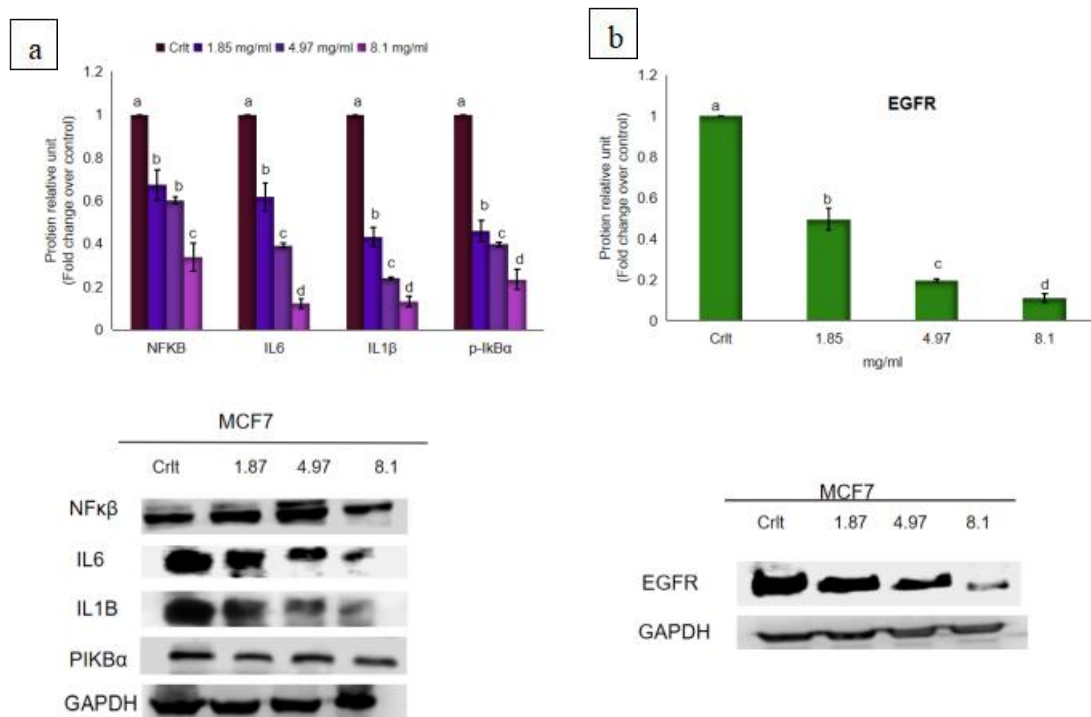 a
Crlt 1.85 mg/ml 4.97 mg/ml 8.1 mg/ml
Protien relative unit
(Fold change over control)
1.2
1
0.8
0.6
0.4
0.2
0
a b b c
a b c d
a b c d
a b c d
NFKB IL6 IL1β p-IkBα
MCF7
Crlt 1.87 4.97 8.1
NFκβ
IL6
IL1B
PIKBα
GAPDH
b
EGFR
Protien relative unit
(Fold change over control)
1.2
1
0.8
0.6
0.4
0.2
0
a b c d
Crlt 1.85 4.97 8.1
mg/ml
MCF7
Crlt 1.87 4.97 8.1
EGFR
GAPDH